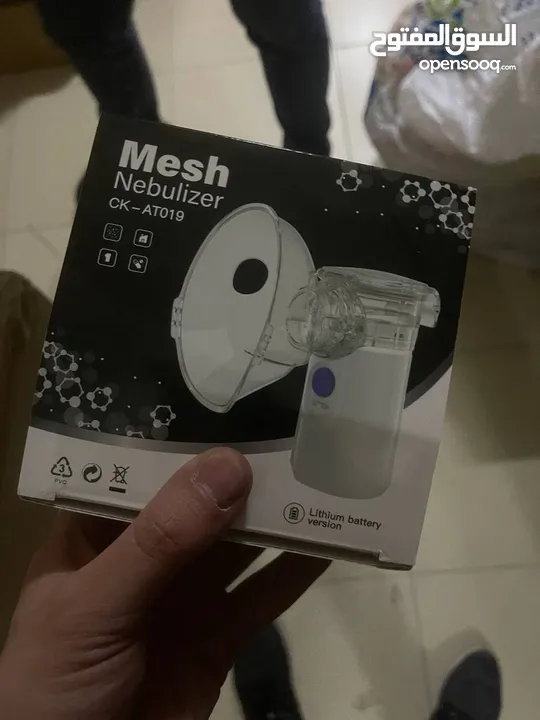 السوق المفتوح
opensooq.com
Mesh
Nebulizer
CK-AT019
3
PVC
Lithium battery
version